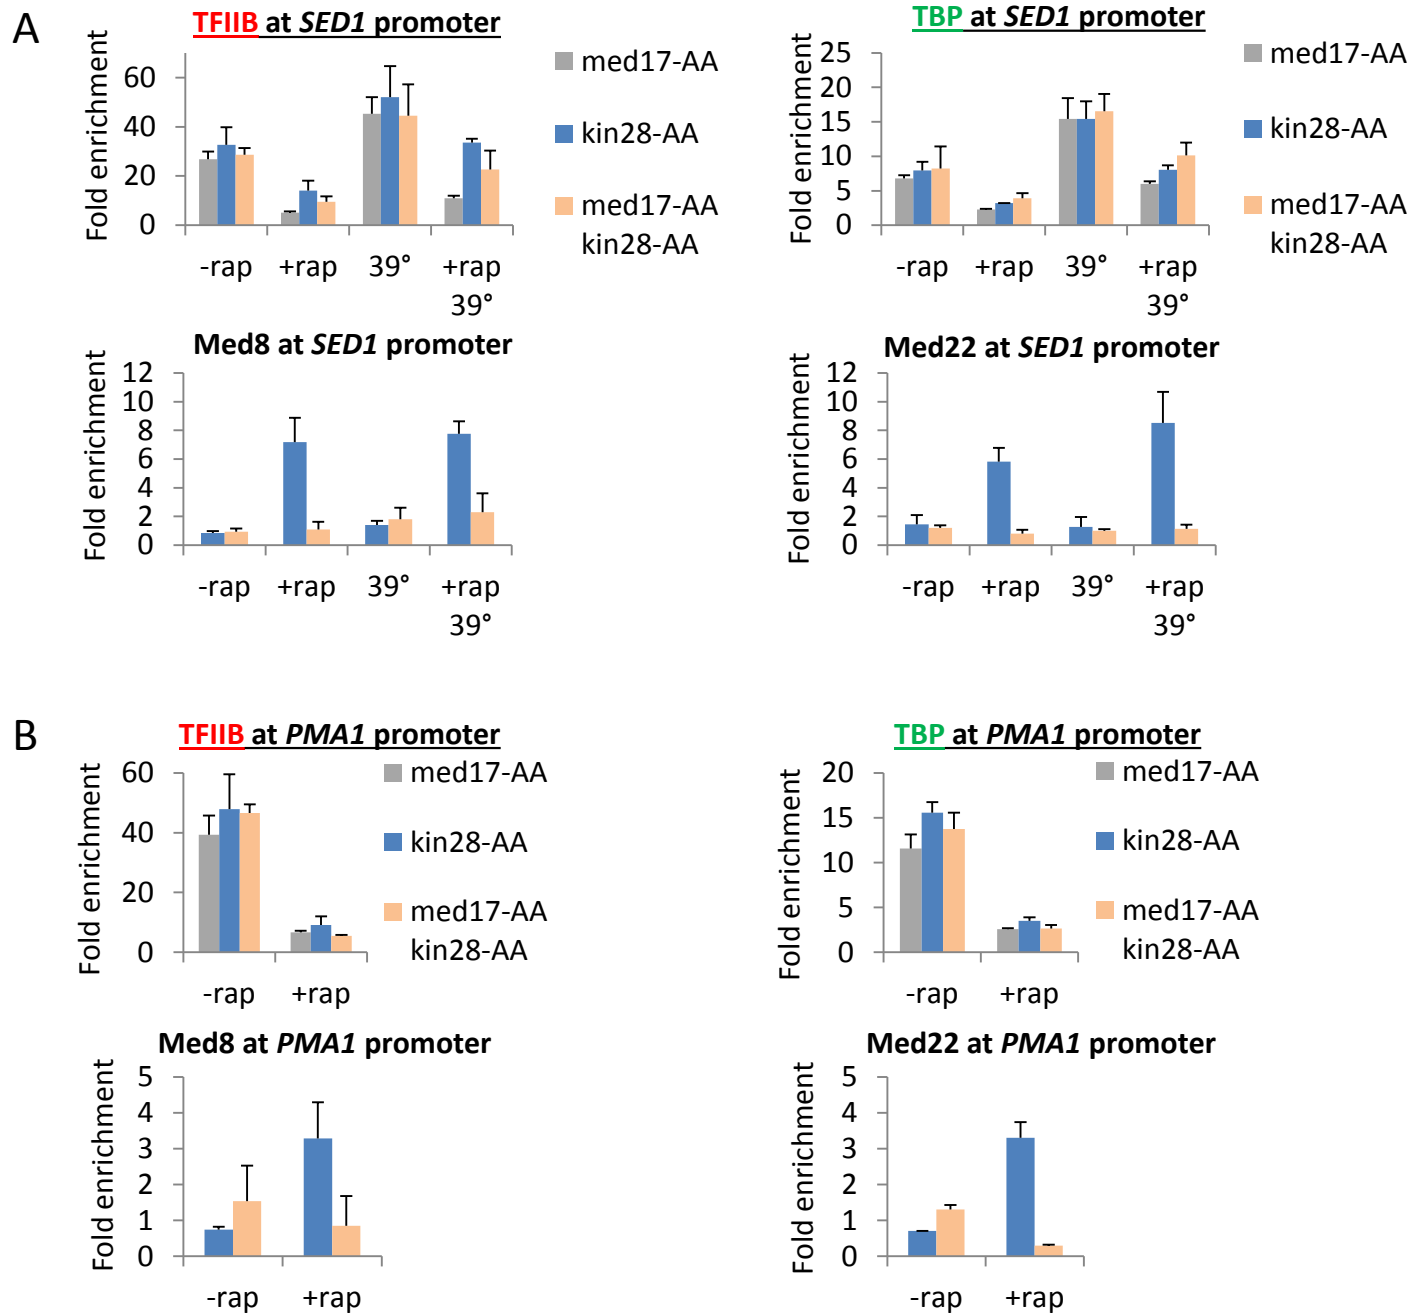 A
TFIIB at SED1 promoter
Fold enrichment
60
40
20
0
-rap
+rap
39°
+rap
39°
med17-AA
kin28-AA
med17-AA
kin28-AA
TBP at SED1 promoter
Fold enrichment
25
20
15
10
5
0
-rap
+rap
39°
+rap
39°
med17-AA
kin28-AA
med17-AA
kin28-AA
Med8 at SED1 promoter
Fold enrichment
12
10
8
6
4
2
0
-rap
+rap
39°
+rap
39°
Med22 at SED1 promoter
Fold enrichment
12
10
8
6
4
2
0
-rap
+rap
39°
+rap
39°
B
TFIIB at PMA1 promoter
Fold enrichment
60
40
20
0
-rap
+rap
med17-AA
kin28-AA
med17-AA
kin28-AA
TBP at PMA1 promoter
Fold enrichment
20
15
10
5
0
-rap
+rap
med17-AA
kin28-AA
med17-AA
kin28-AA
Med8 at PMA1 promoter
Fold enrichment
5
4
3
2
1
0
-rap
+rap
Med22 at PMA1 promoter
Fold enrichment
5
4
3
2
1
0
-rap
+rap